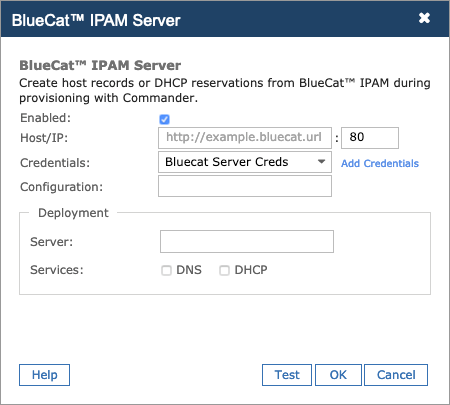 BlueCat™ IPAM Server ✖
BlueCat™ IPAM Server
Create host records or DHCP reservations from BlueCat™ IPAM during
provisioning with Commander.
Enabled:
Host/IP: http://example.bluecat.url : 80
Credentials: Bluecat Server Creds Add Credentials
Configuration:
Deployment
Server:
Services: DNS DHCP
Help Test OK Cancel